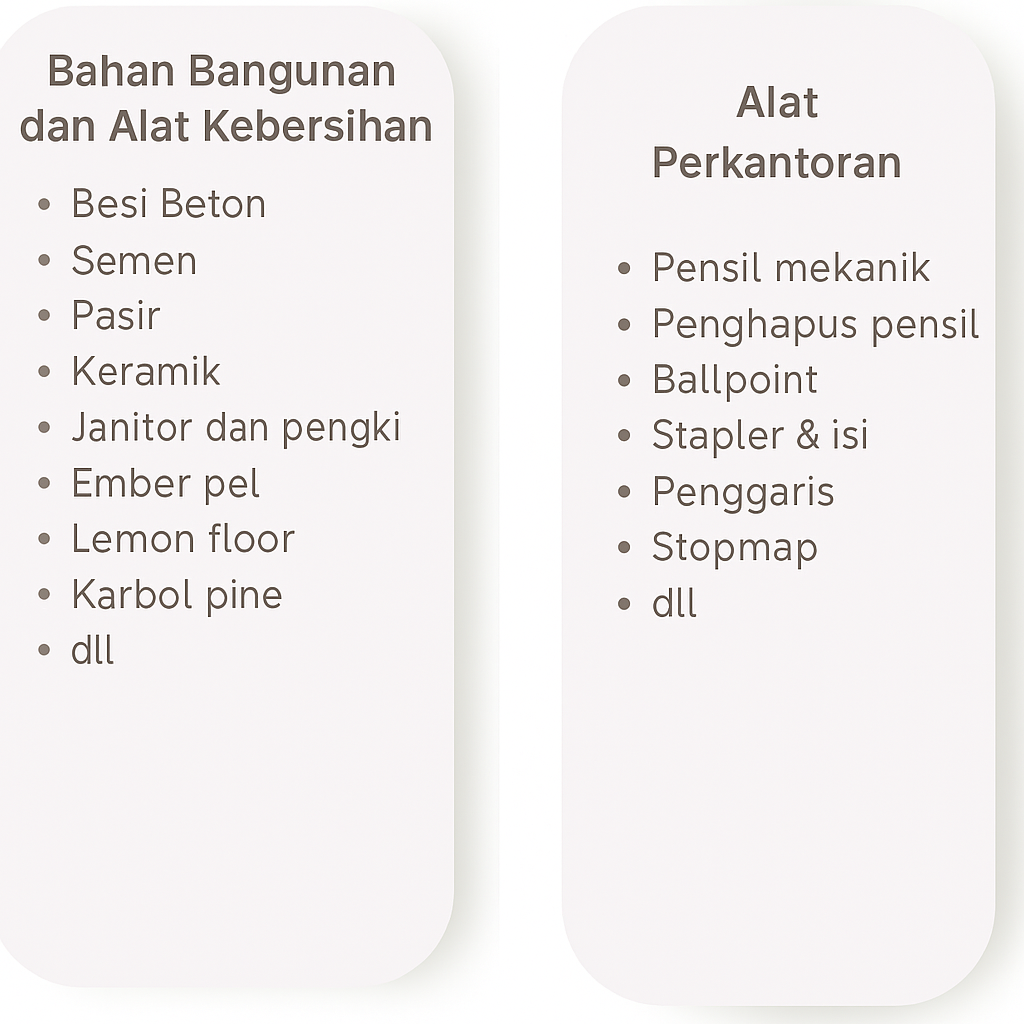 Bahan Bangunan
dan Alat Kebersihan
• Besi Beton
• Semen
• Pasir
• Keramik
• Janitor dan pengki
• Ember pel
• Lemon floor
• Karbol pine
• dll
Alat
Perkantoran
• Pensil mekanik
• Penghapus pensil
• Ballpoint
• Stapler & isi
• Penggaris
• Stopmap
• dll